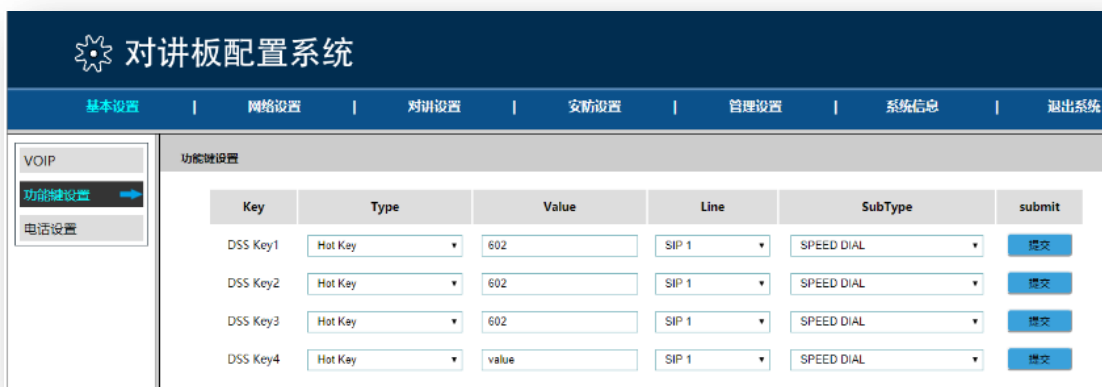 对讲板配置系统
基本设置 | 网络设置 | 对讲设置 | 安防设置 | 管理设置 | 系统信息 | 退出系统
VOIP
功能键设置
电话设置
功能键设置
Key Type Value Line SubType submit
DSS Key1 Hot Key 602 SIP 1 SPEED DIAL 提交
DSS Key2 Hot Key 602 SIP 1 SPEED DIAL 提交
DSS Key3 Hot Key 602 SIP 1 SPEED DIAL 提交
DSS Key4 Hot Key value SIP 1 SPEED DIAL 提交